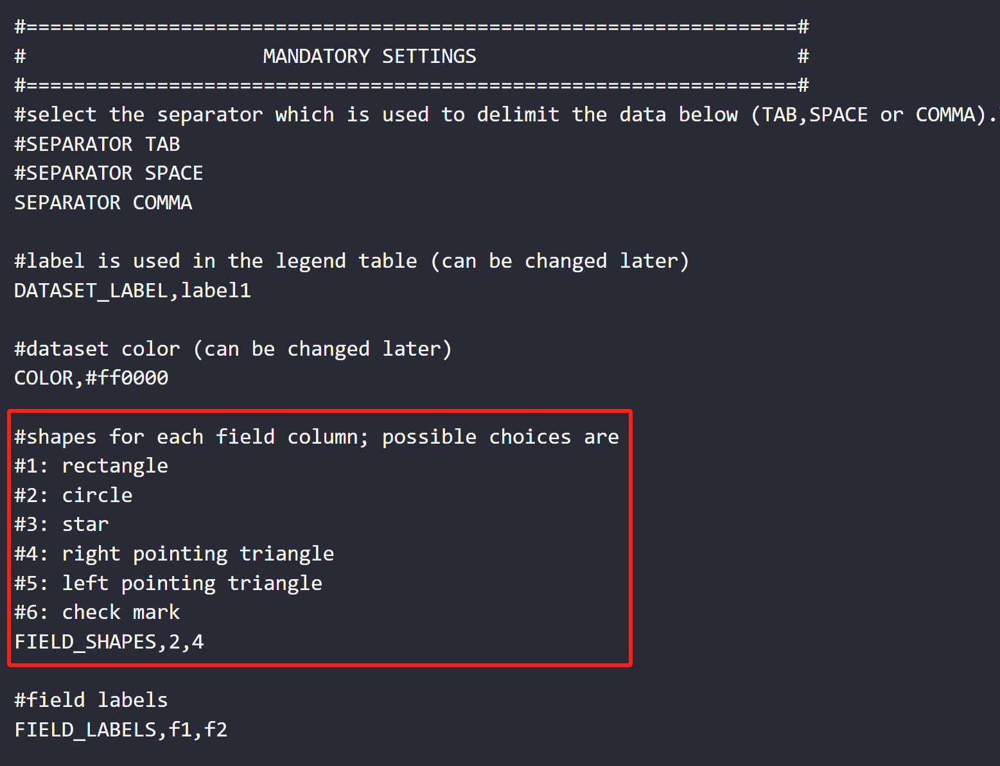 #=================================================================#
#                    MANDATORY SETTINGS                           #
#=================================================================#
#select the separator which is used to delimit the data below (TAB,SPACE or COMMA).
#SEPARATOR TAB
#SEPARATOR SPACE
SEPARATOR COMMA
#label is used in the legend table (can be changed later)
DATASET_LABEL,label1
#dataset color (can be changed later)
COLOR,#ff0000
#shapes for each field column; possible choices are
#1: rectangle
#2: circle
#3: star
#4: right pointing triangle
#5: left pointing triangle
#6: check mark
FIELD_SHAPES,2,4
#field labels
FIELD_LABELS,f1,f2